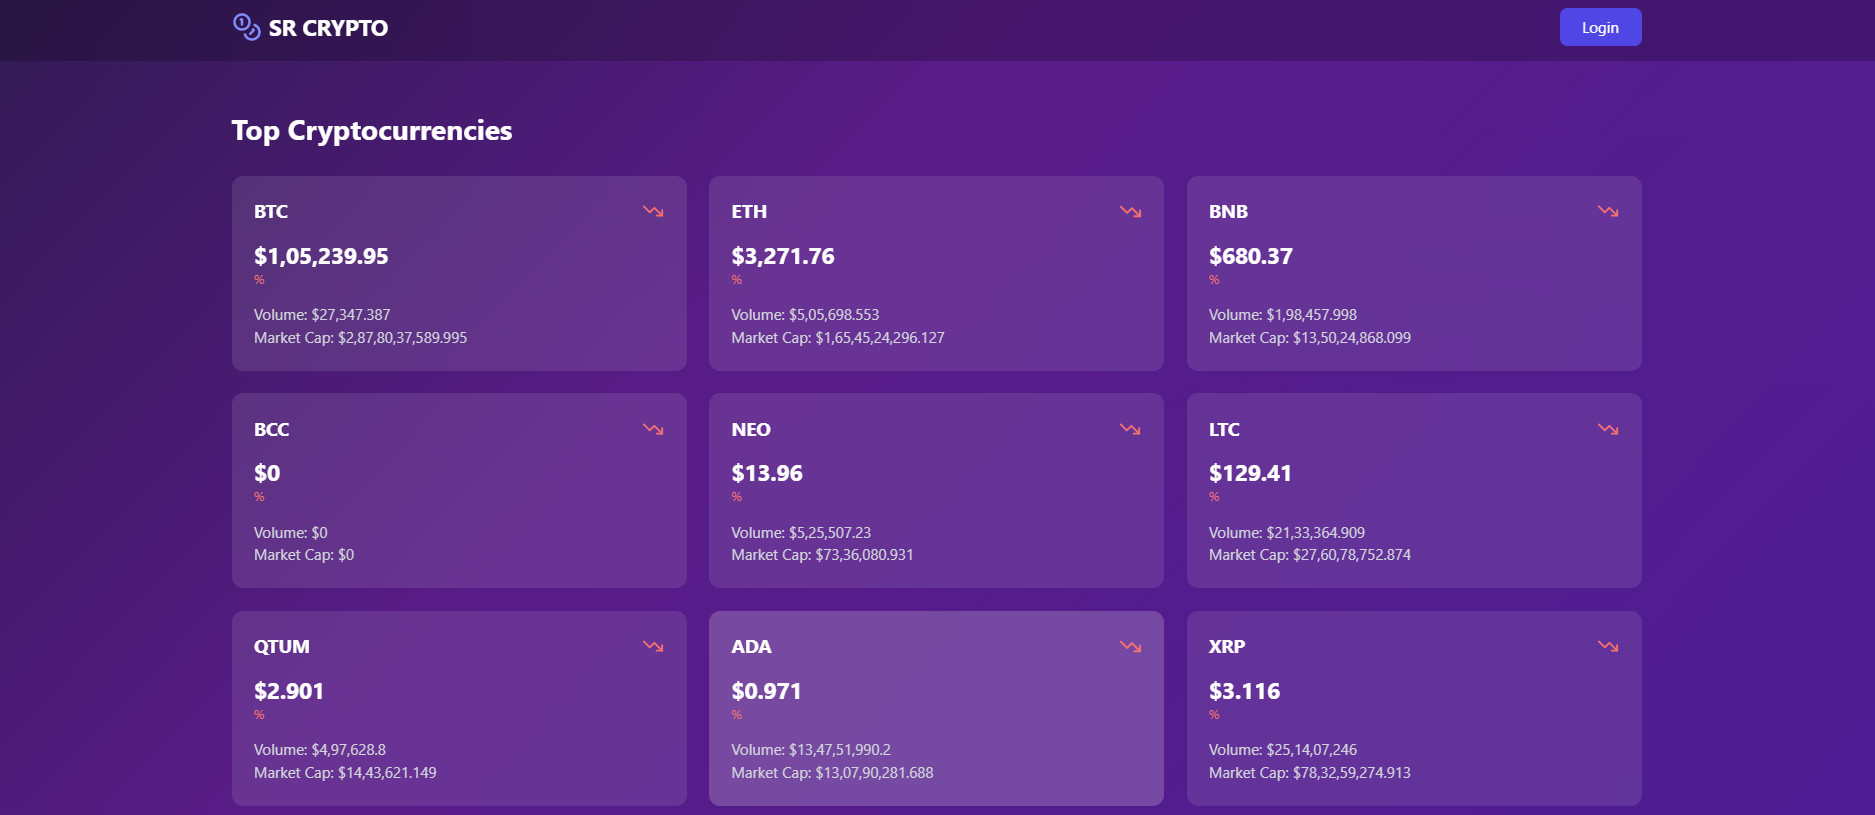 SR CRYPTO
Login
Top Cryptocurrencies
BTC
$1,05,239.95
%
Volume: $27,347.387
Market Cap: $2,87,80,37,589.995
ETH
$3,271.76
%
Volume: $5,05,698.553
Market Cap: $1,65,45,24,296.127
BNB
$680.37
%
Volume: $1,98,457.998
Market Cap: $13,50,24,868.099
BCC
$0
%
Volume: $0
Market Cap: $0
NEO
$13.96
%
Volume: $5,25,507.23
Market Cap: $73,36,080.931
LTC
$129.41
%
Volume: $21,33,364.909
Market Cap: $27,60,78,752.874
QTUM
$2.901
%
Volume: $4,97,628.8
Market Cap: $14,43,621.149
ADA
$0.971
%
Volume: $13,47,51,990.2
Market Cap: $13,07,90,281.688
XRP
$3.116
%
Volume: $25,14,07,246
Market Cap: $78,32,59,274.913